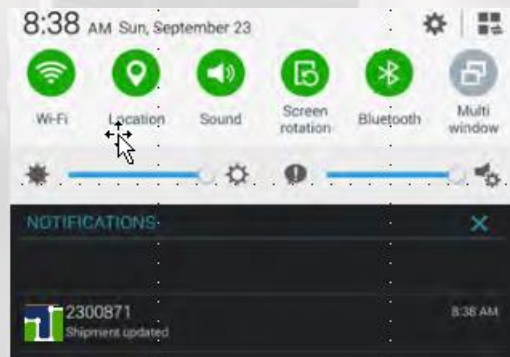 8:38 AM Sun, September 23
Wi-Fi Location Sound Screen rotation Bluetooth Multi window
NOTIFICATIONS
2300871 8:38 AM
Shipment updated